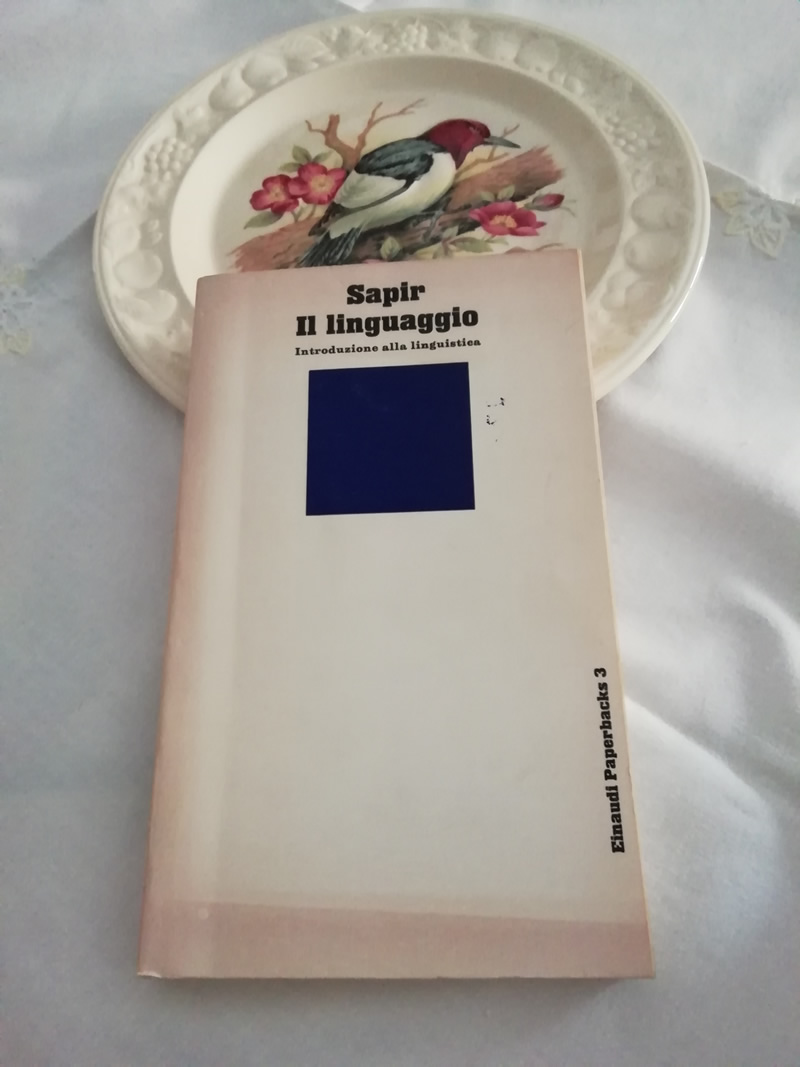 Sapir
Il linguaggio
Introduzione alla linguistica
Einaudi Paperbacks 3